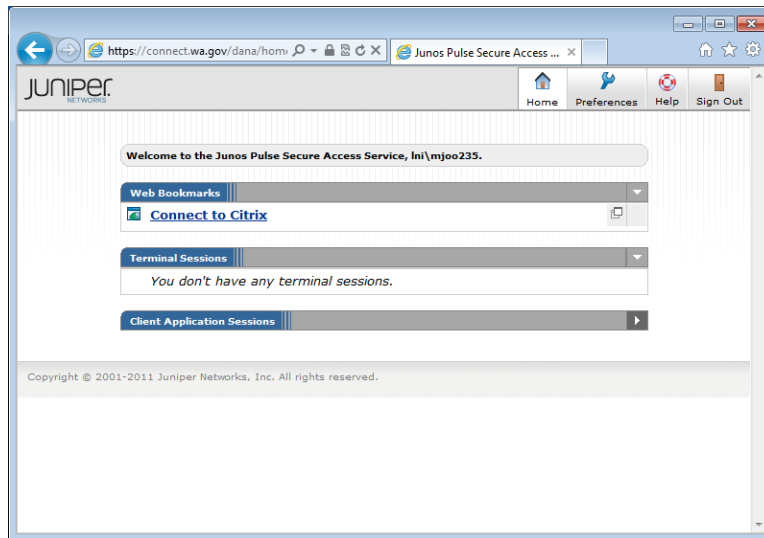 https://connect.wa.gov/dana/hom
Junos Pulse Secure Access ...
JUNIPEr
NETWORKS
Home
Preferences
Help
Sign Out
Welcome to the Junos Pulse Secure Access Service, lni\mjoo235.
Web Bookmarks
Connect to Citrix
Terminal Sessions
You don't have any terminal sessions.
Client Application Sessions
Copyright © 2001-2011 Juniper Networks, Inc. All rights reserved.